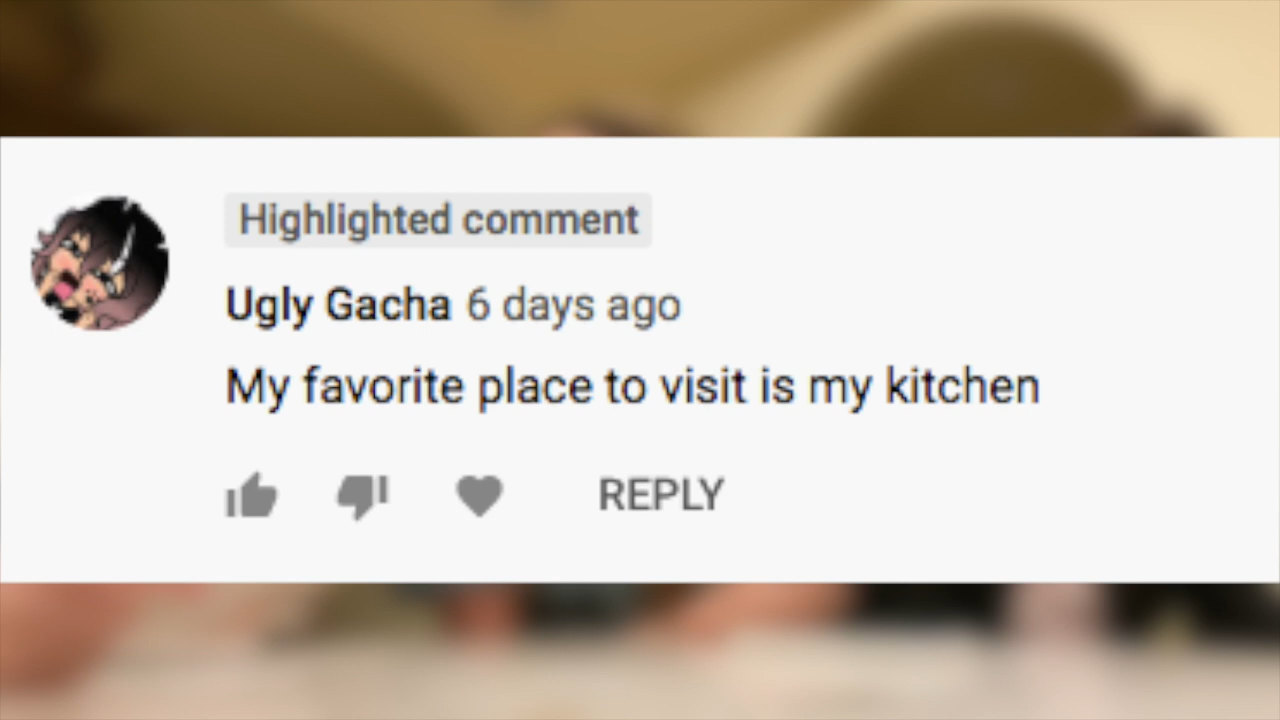 Highlighted comment
Ugly Gacha 6 days ago
My favorite place to visit is my kitchen
REPLY